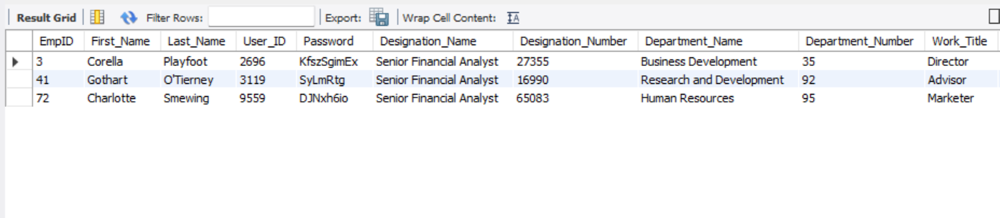 Result Grid Filter Rows: Export: Wrap Cell Content: IA
EmpID First_Name Last_Name User_ID Password Designation_Name Designation_Number Department_Name Department_Number Work_Title
3 Corella Playfoot 2696 KfszSgimEx Senior Financial Analyst 27355 Business Development 35 Director
41 Gothart O'Tierney 3119 SyLmRtg Senior Financial Analyst 16990 Research and Development 92 Advisor
72 Charlotte Smewing 9559 DJNxh6io Senior Financial Analyst 65083 Human Resources 95 Marketer